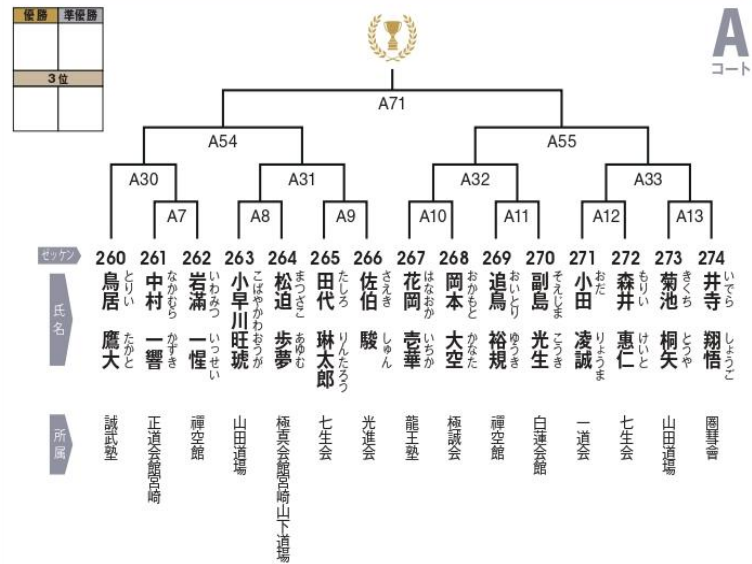 優勝 準優勝
3位
A
コート
A71
A54 A55
A30 A31 A32 A33
A7 A8 A9 A10 A11 A12 A13
ゼッケン 260 261 262 263 264 265 266 267 268 269 270 271 272 273 274
氏名
鳥居 鷹大 とりい たかと
中村 一響 なかむら かずき
岩満 一惺 いわみつ いっせい
小早川 旺琥 こばやかわ おうが
松迫 歩夢 まつざこ あゆむ
田代 琳太郎 たしろ りんたろう
佐伯 駿 さえき しゅん
花岡 壱華 はなおか いちか
岡本 大空 おかもと かなた
追鳥 裕規 おいとり ゆうき
副島 光生 そえじま こうき
小田 凌誠 おだ りょうま
森井 惠仁 もりい けいと
菊池 桐矢 きくち とうや
井寺 翔悟 いでら しょうご
所属
誠武塾
正道会館宮崎
禪空館
山田道場
極真会館宮崎山下道場
七生会
光進会
龍王塾
極誠会
禪空館
白蓮会館
一道会
七生会
山田道場